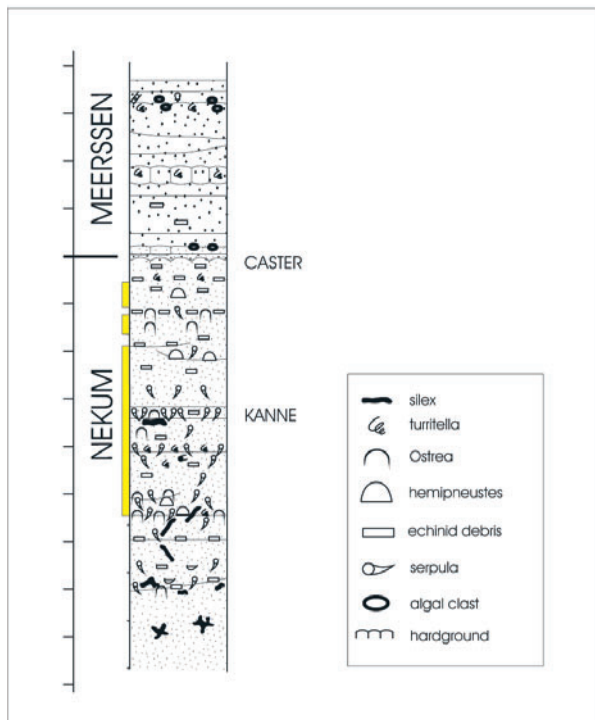 MEERSSEN
NEKUM
CASTER
KANNE
silex
turritella
Ostrea
hemipneustes
echinid debris
serpula
algal clast
hardground